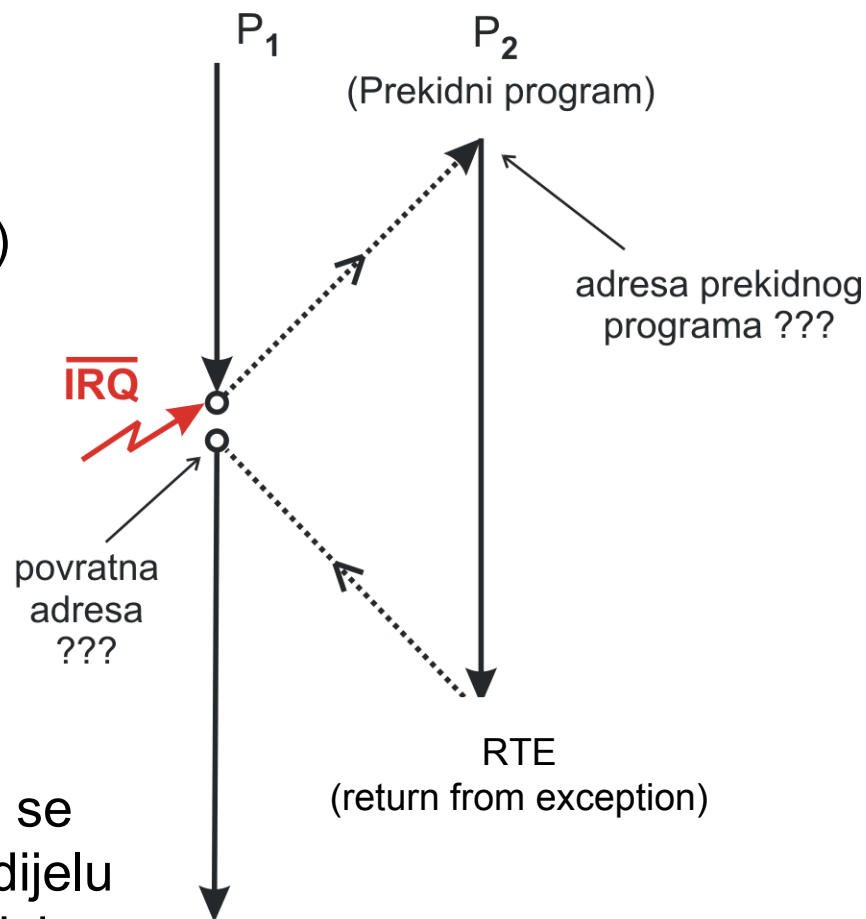 P₁
P₂
(Prekidni program)
)
adresa prekidnog
programa ???
IRQ
povratna
adresa
???
RTE
(return from exception)
se
dijelu